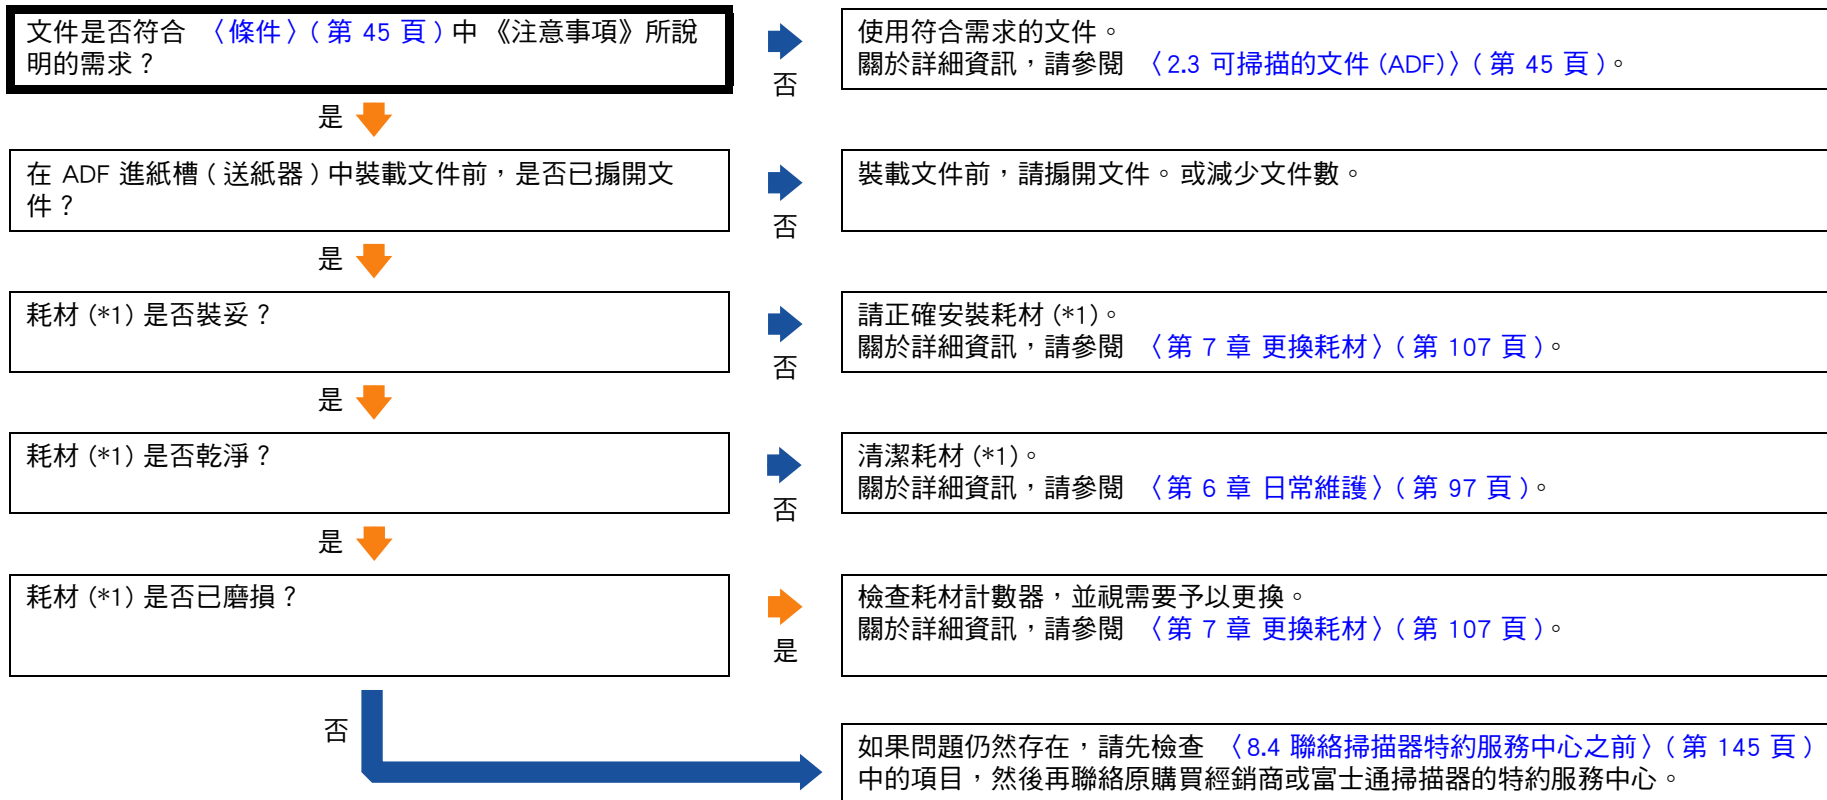 文件是否符合 〈條件〉(第 45 頁)中 《注意事項》所說
明的需求?
否
使用符合需求的文件。
關於詳細資訊,請參閱 〈2.3 可掃描的文件 (ADF)〉(第 45 頁)。
是
在 ADF 進紙槽(送紙器)中裝載文件前,是否已搧開文
件?
否
裝載文件前,請搧開文件。或減少文件數。
是
耗材 (*1) 是否裝妥?
否
請正確安裝耗材 (*1)。
關於詳細資訊,請參閱 〈第 7 章 更換耗材〉(第 107 頁)。
是
耗材 (*1) 是否乾淨?
否
清潔耗材 (*1)。
關於詳細資訊,請參閱 〈第 6 章 日常維護〉(第 97 頁)。
是
耗材 (*1) 是否已磨損?
是
檢查耗材計數器,並視需要予以更換。
關於詳細資訊,請參閱 〈第 7 章 更換耗材〉(第 107 頁)。
否
如果問題仍然存在,請先檢查 〈8.4 聯絡掃描器特約服務中心之前〉(第 145 頁)
中的項目,然後再聯絡原購買經銷商或富士通掃描器的特約服務中心。